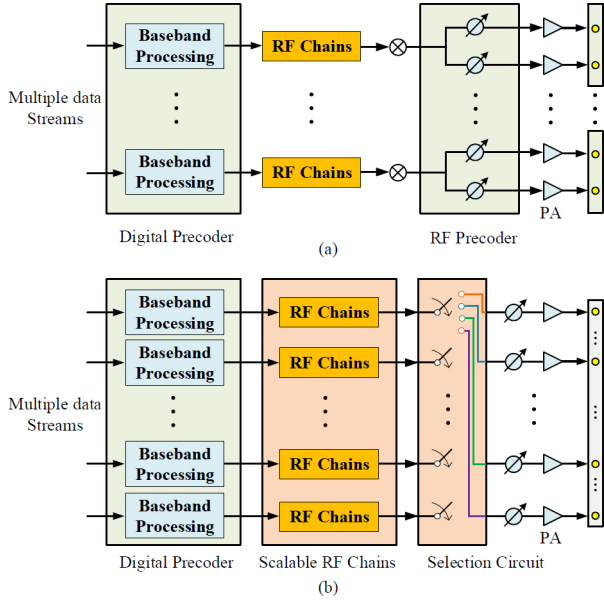 Baseband
Processing
RF Chains
Multiple data
Streams
Baseband
Processing
RF Chains
PA
Digital Precoder
RF Precoder
(a)
Baseband
Processing
RF Chains
Baseband
Processing
RF Chains
Multiple data
Streams
Baseband
Processing
RF Chains
Baseband
Processing
RF Chains
PA
Digital Precoder
Scalable RF Chains
Selection Circuit
(b)